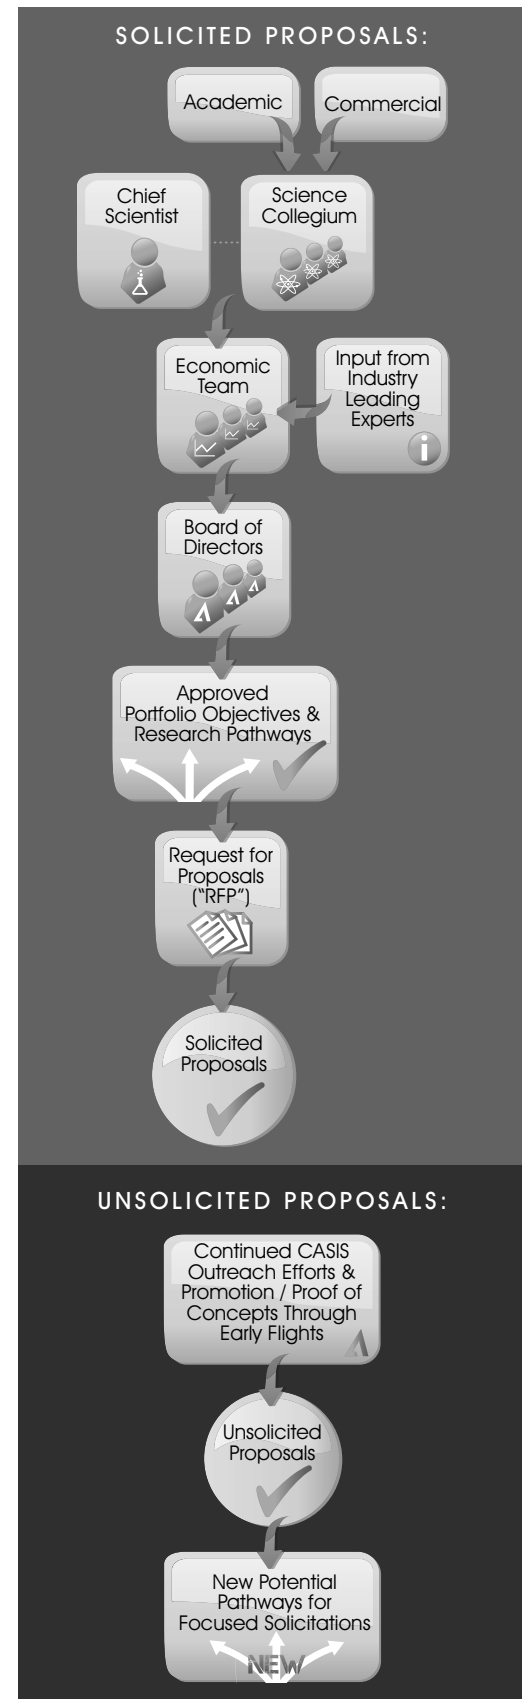 SOLICITED PROPOSALS:
Academic
Commercial
Chief
Scientist
Science
Collegium
Economic
Team
Input from
Industry
Leading
Experts
i
Board of
Directors
Approved
Portfolio Objectives &
Research Pathways
Request for
Proposals
(“RFP”)
Solicited
Proposals
UNSOLICITED PROPOSALS:
Continued CASIS
Outreach Efforts &
Promotion / Proof of
Concepts Through
Early Flights
Unsolicited
Proposals
New Potential
Pathways for
Focused Solicitations
NEW